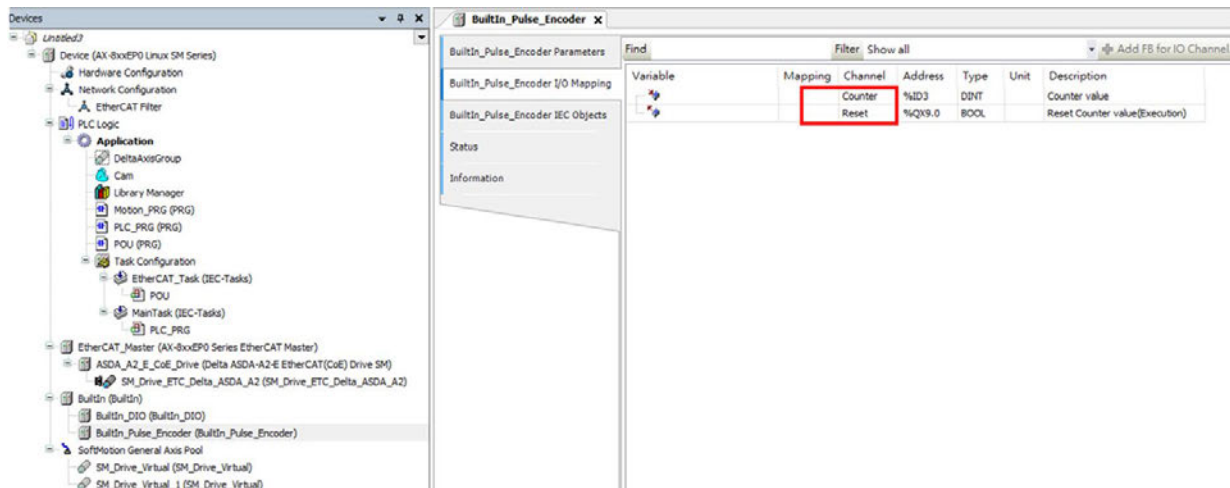 Devices
Untitled3
Device (AX-8xxEP0 Linux SM Series)
Hardware Configuration
Network Configuration
EtherCAT Filter
PLC Logic
Application
DeltaAxisGroup
Cam
Library Manager
Motion_PRG (PRG)
PLC_PRG (PRG)
POU (PRG)
Task Configuration
EtherCAT_Task (IEC-Tasks)
POU
MainTask (IEC-Tasks)
PLC_PRG
EtherCAT_Master (AX-8xxEP0 Series EtherCAT Master)
ASDA_A2_E_CoE_Drive (Delta ASDA-A2-E EtherCAT(CoE) Drive SM)
SM_Drive_ETC_Delta_ASDA_A2 (SM_Drive_ETC_Delta_ASDA_A2)
BuiltIn (BuiltIn)
BuiltIn_DIO (BuiltIn_DIO)
BuiltIn_Pulse_Encoder (BuiltIn_Pulse_Encoder)
SoftMotion General Axis Pool
SM_Drive_Virtual (SM_Drive_Virtual)
SM_Drive_Virtual_1 (SM_Drive_Virtual)
BuiltIn_Pulse_Encoder X
BuiltIn_Pulse_Encoder Parameters
BuiltIn_Pulse_Encoder I/O Mapping
BuiltIn_Pulse_Encoder IEC Objects
Status
Information
Find Filter Show all Add FB for IO Channel
Variable Mapping Channel Address Type Unit Description
Counter %ID3 DINT Counter value
Reset %QX9.0 BOOL Reset Counter value(Execution)